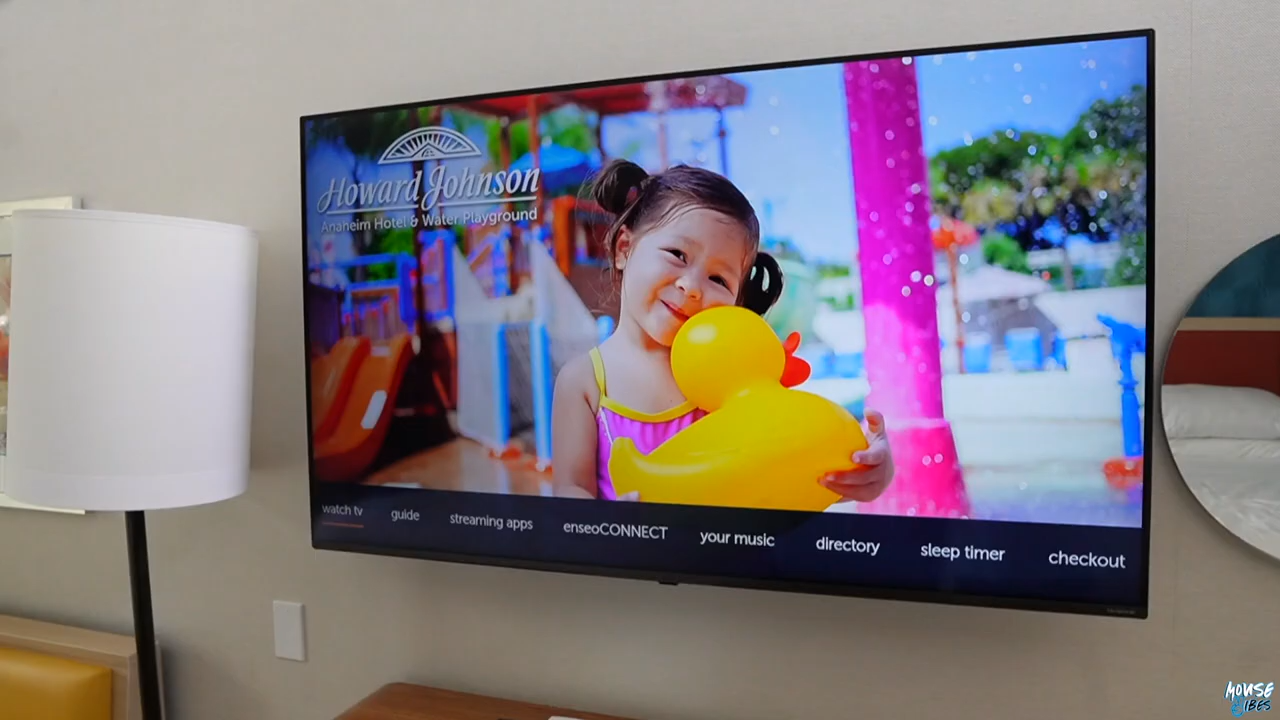 Howard Johnson
Anaheim Hotel & Water Playground
watch tv guide streaming apps enseoCONNECT your music directory sleep timer checkout
MOUSE
VIBES